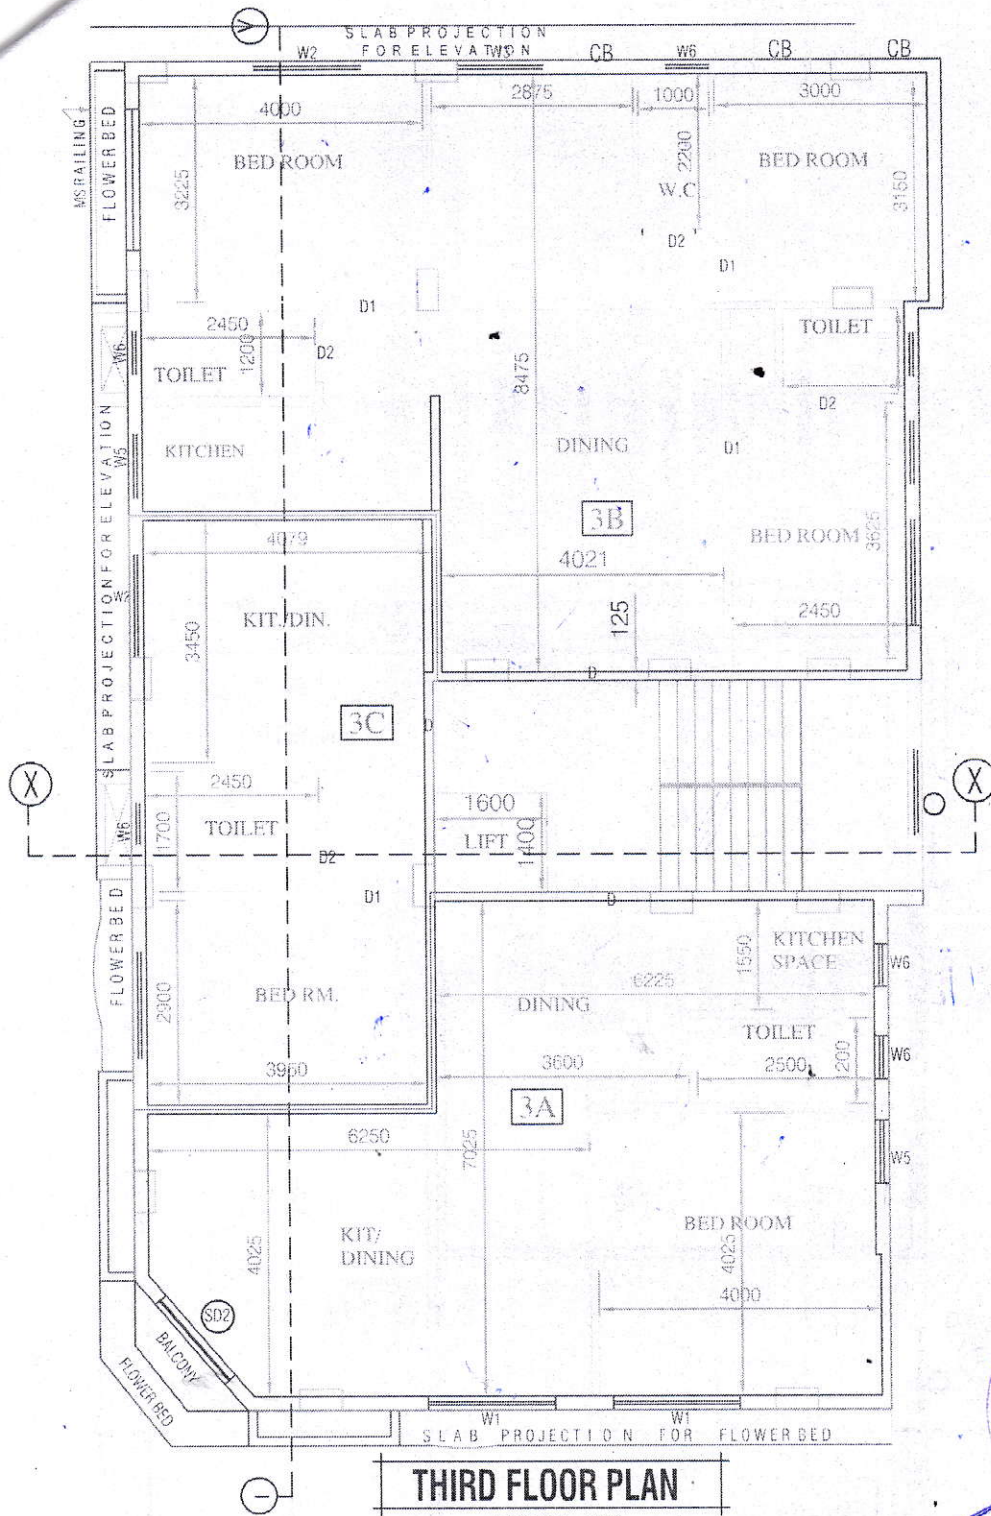 SLAB PROJECTION
FOR ELEVATION
W2
W3
CB
W6
CB
CB
4000
2875
1000
3000
MS RAILING
FLOWER BED
BED ROOM
3225
2200
W.C
BED ROOM
3150
D2
D1
D1
2450
1200
D2
TOILET
W6
TOILET
8475
D2
KITCHEN
W5
DINING
D1
3B
BED ROOM
3625
SLAB PROJECTION FOR ELEVATION
4079
4021
W2
KIT./DIN.
3450
125
2450
D
3C
D
X
X
2450
1600
TOILET
1700
LIFT
W6
D2
D1
D
FLOWER BED
KITCHEN
SPACE
1550
W6
2900
BED RM.
6225
DINING
TOILET
3960
3600
2500
200
W6
3A
6250
7025
W5
4025
KIT/
DINING
BED ROOM
4025
4000
SD2
BALCONY
FLOWER BED
W1
W1
SLAB PROJECTION FOR FLOWER BED
THIRD FLOOR PLAN